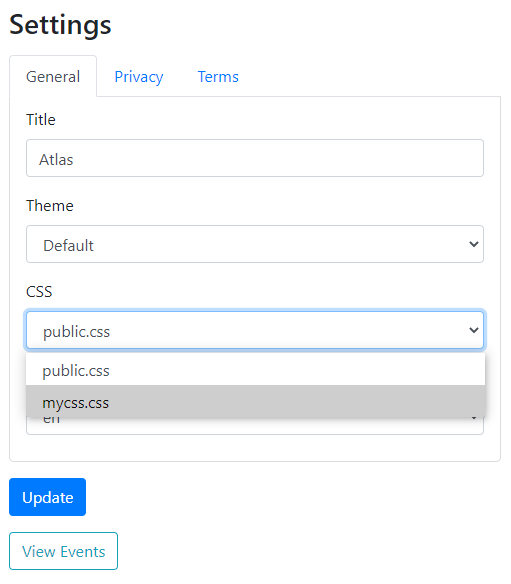 Settings
General Privacy Terms
Title
Atlas
Theme
Default
CSS
public.css
public.css
mycss.css
en
Update
View Events